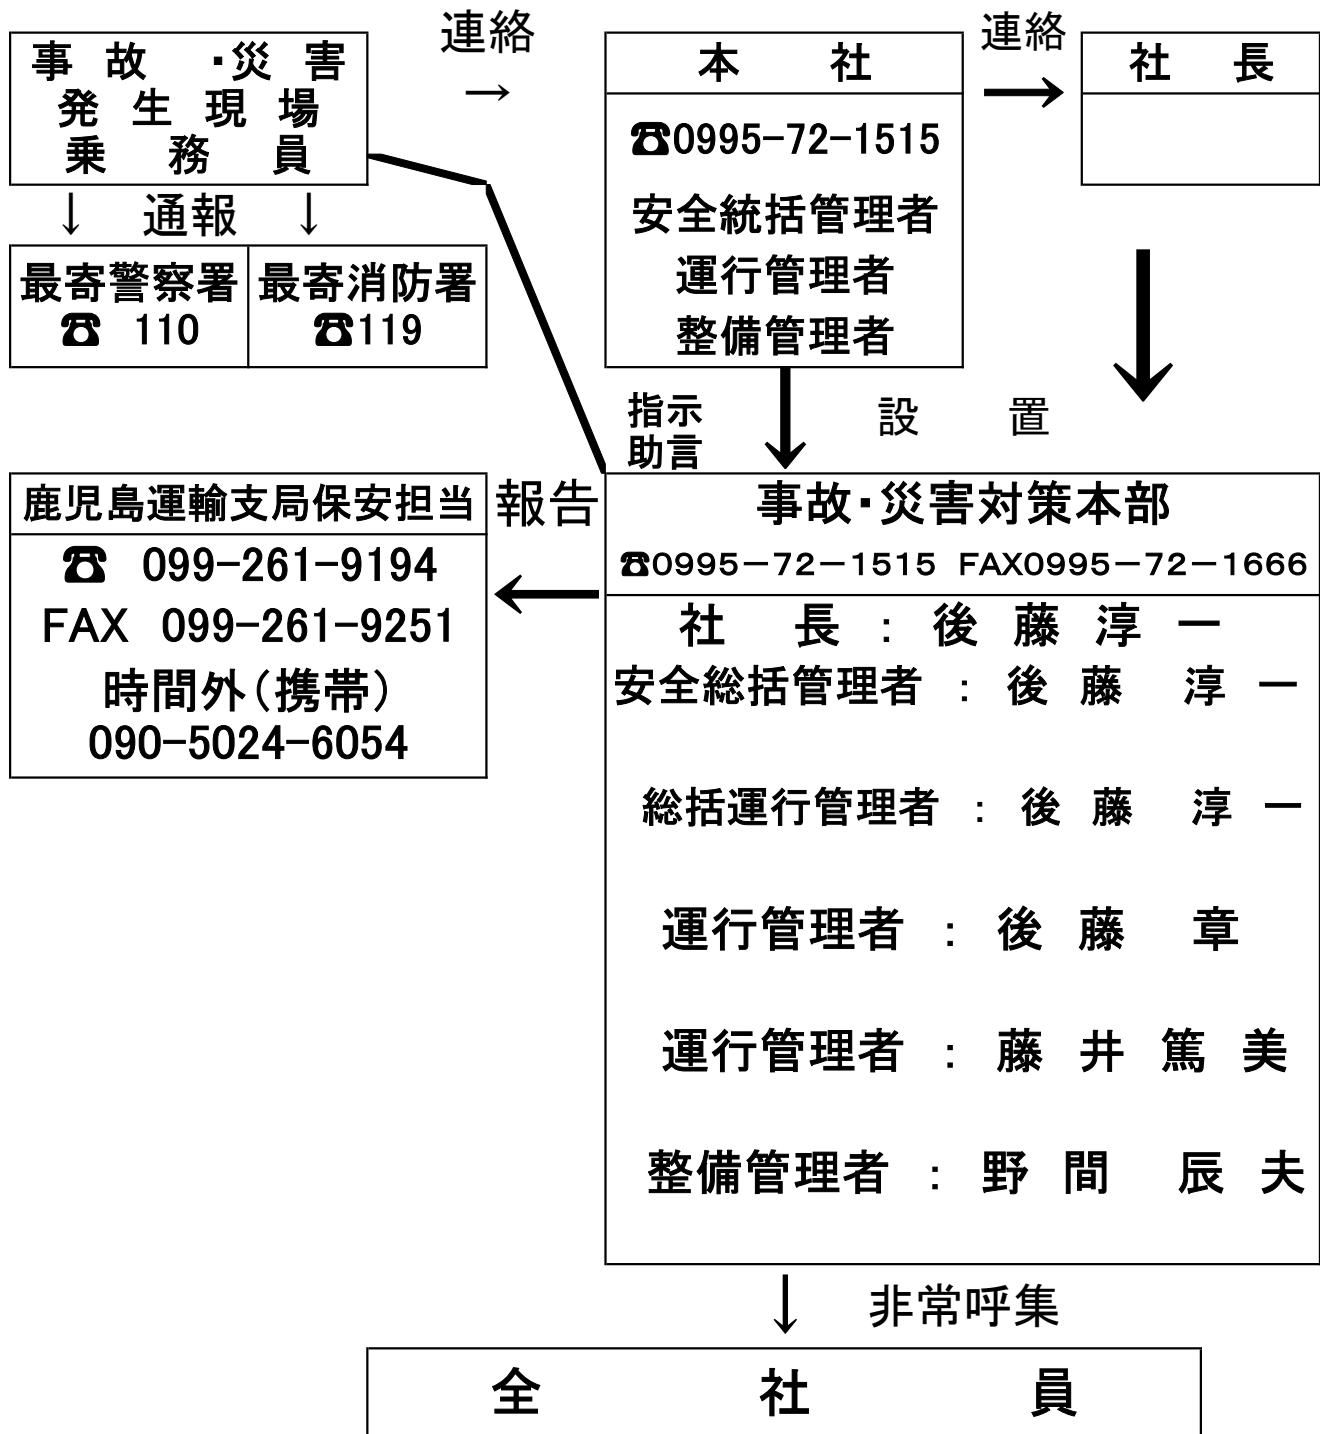 事 故 ・災 害
発 生 現 場
乗 務 員
連絡
→
本 社
☎0995-72-1515
安全統括管理者
運行管理者
整備管理者
連絡
社 長
↓ 通報 ↓
最寄警察署
☎ 110
最寄消防署
☎119
指示
助言
設 置
鹿児島運輸支局保安担当
☎ 099-261-9194
FAX 099-261-9251
時間外(携帯)
090-5024-6054
報告
事故・災害対策本部
☎0995-72-1515 FAX0995-72-1666
社 長 : 後 藤 淳 一
安全総括管理者 : 後 藤 淳 一
総括運行管理者 : 後 藤 淳 一
運行管理者 : 後 藤 章
運行管理者 : 藤 井 篤 美
整備管理者 : 野 間 辰 夫
↓ 非常呼集
全 社 員